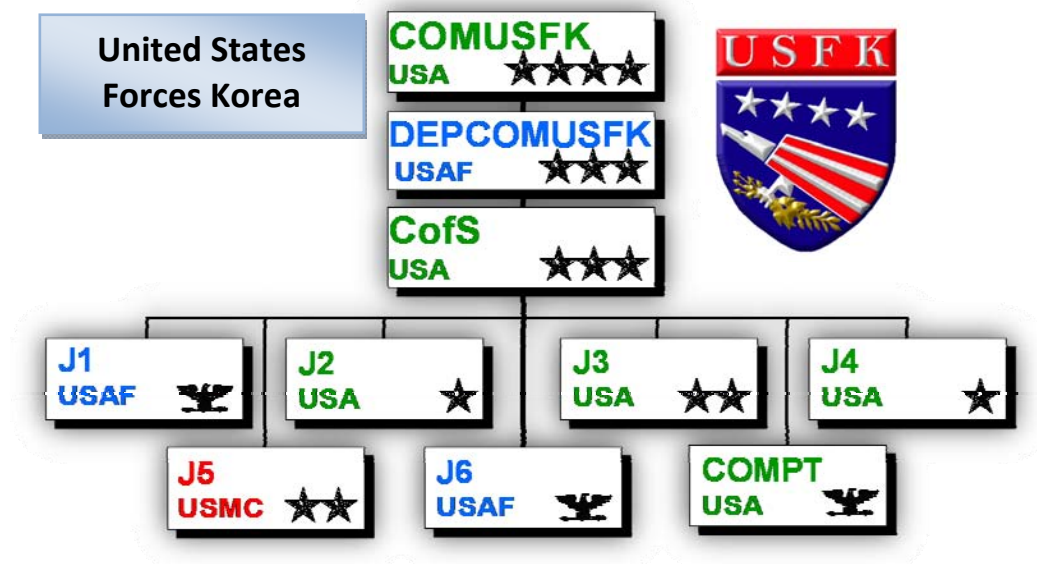 United States
Forces Korea
COMUSFK
USA
USFK
DEPCOMUSFK
USAF
CofS
USA
J1
USAF
J2
USA
J3
USA
J4
USA
J5
USMC
J6
USAF
COMPT
USA